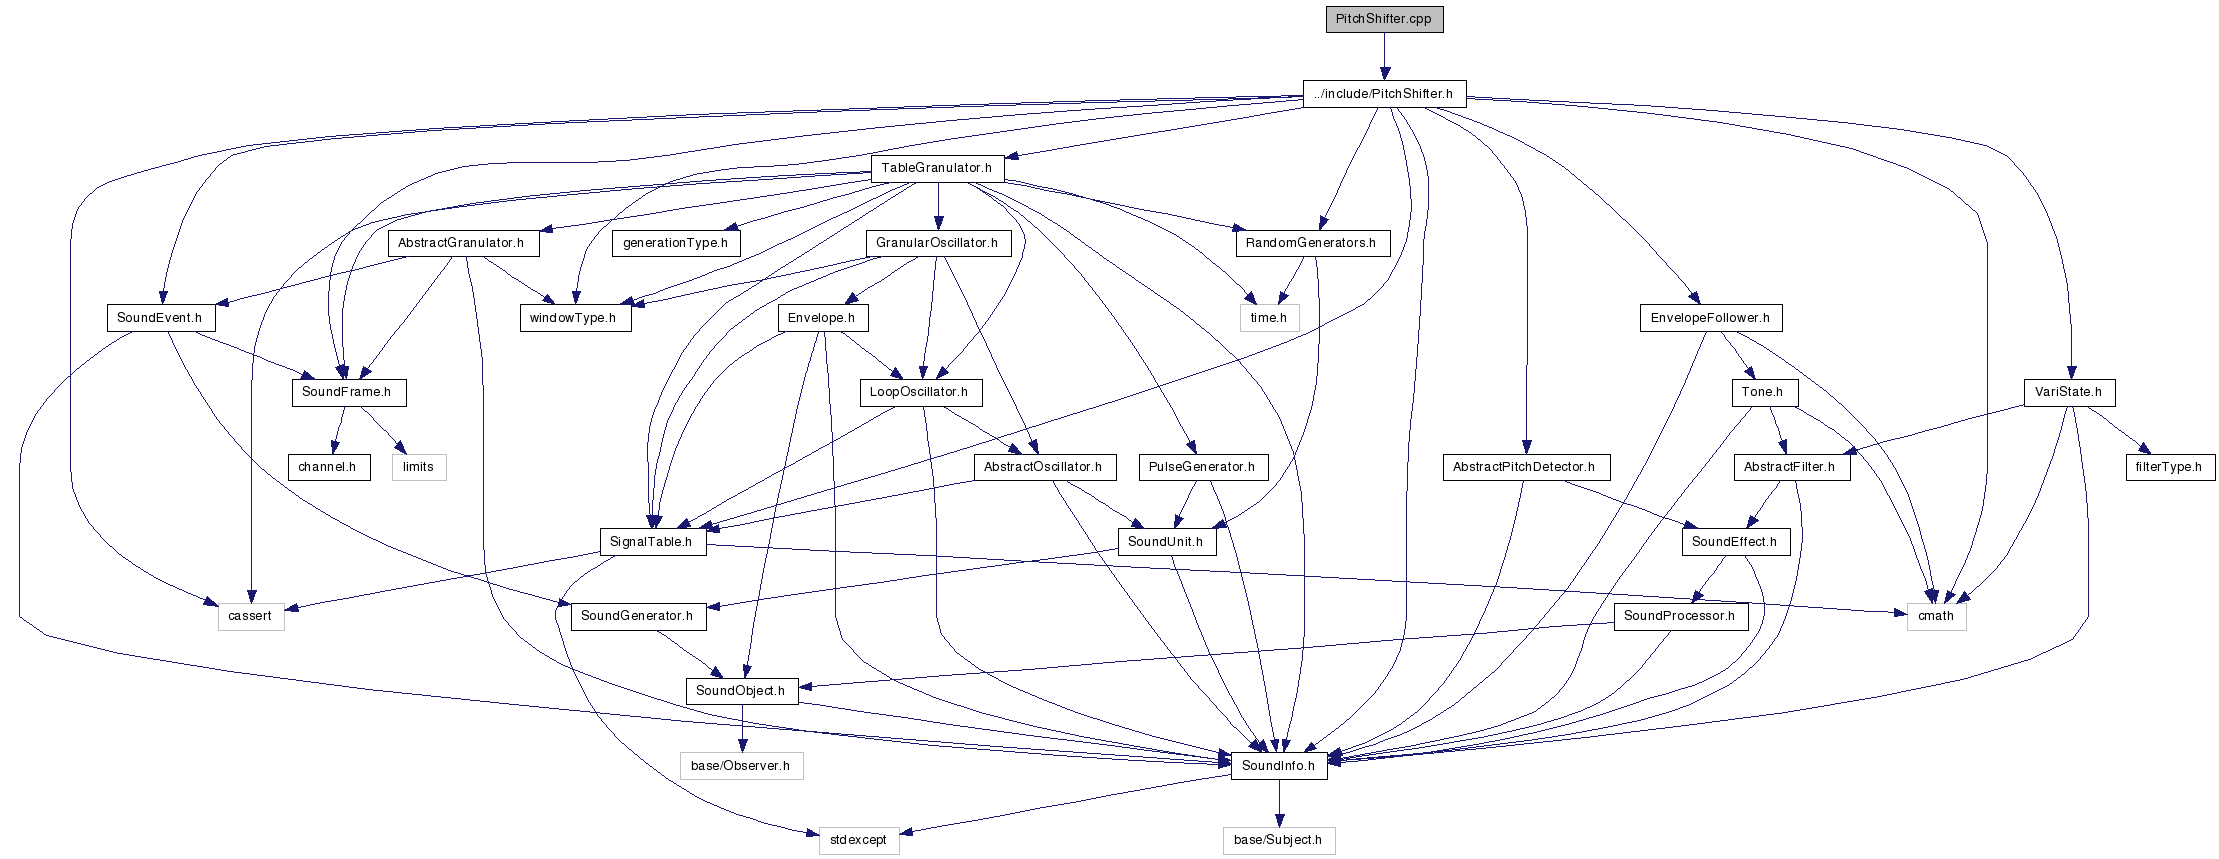 PitchShifter.cpp
../include/PitchShifter.h
TableGranulator.h
AbstractGranulator.h
generationType.h
GranularOscillator.h
RandomGenerators.h
SoundEvent.h
windowType.h
Envelope.h
time.h
EnvelopeFollower.h
SoundFrame.h
LoopOscillator.h
Tone.h
VariState.h
channel.h
limits
AbstractOscillator.h
PulseGenerator.h
AbstractPitchDetector.h
AbstractFilter.h
filterType.h
SignalTable.h
SoundUnit.h
SoundEffect.h
cassert
SoundGenerator.h
SoundProcessor.h
cmath
SoundObject.h
base/Observer.h
SoundInfo.h
stdexcept
base/Subject.h